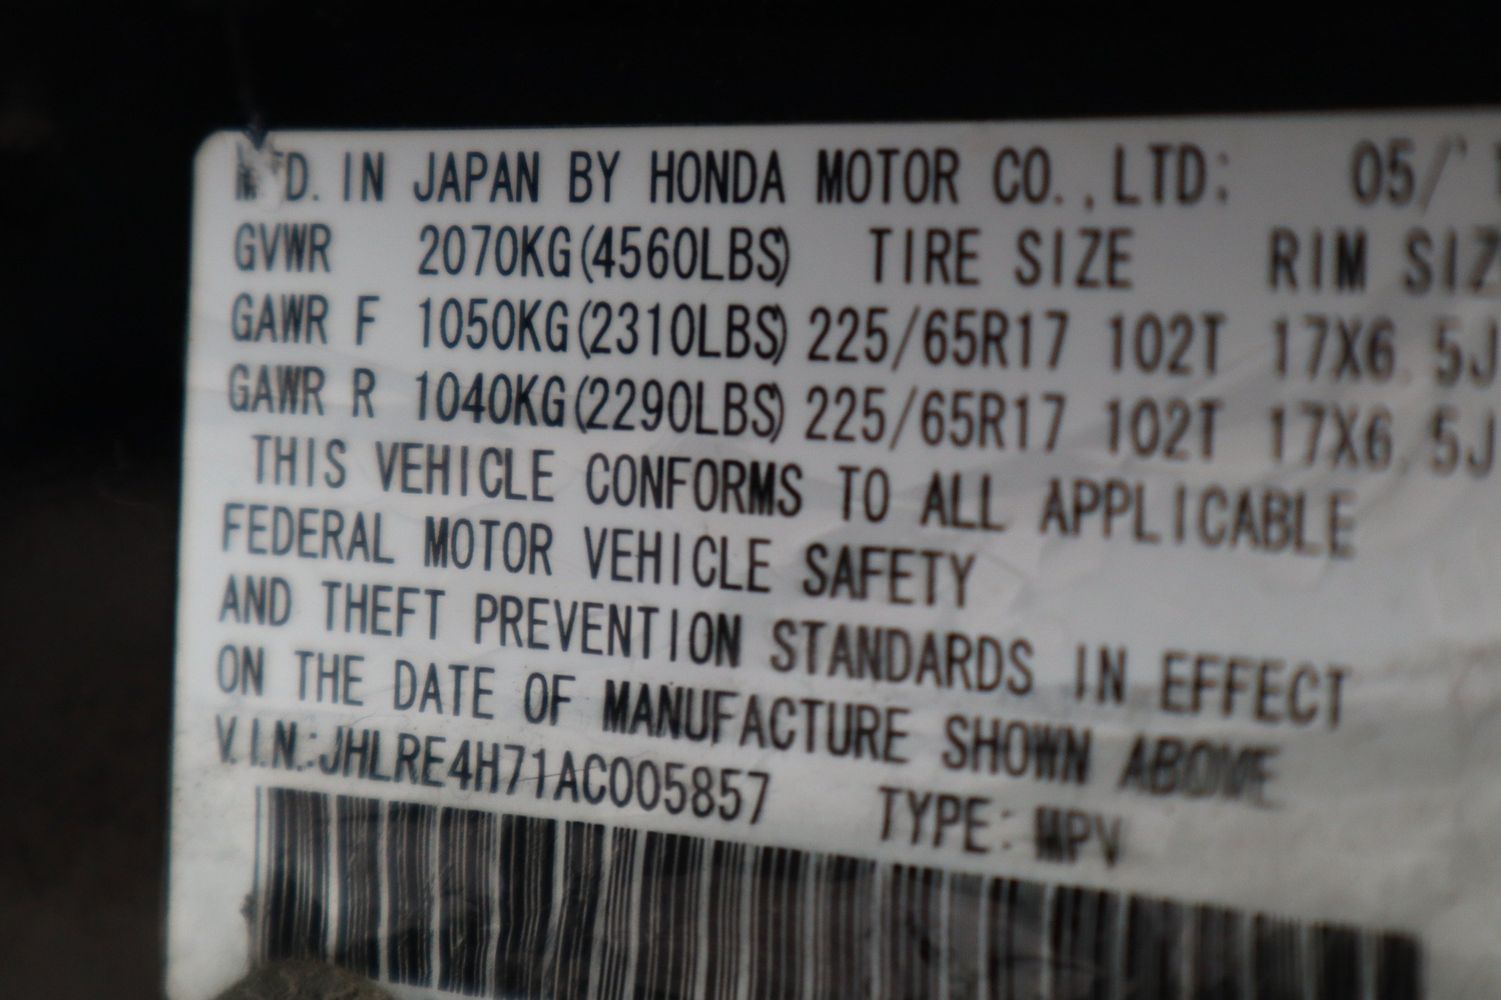 MFD. IN JAPAN BY HONDA MOTOR CO.,LTD: 05/
GVWR 2070KG(4560LBS) TIRE SIZE RIM SIZ
GAWR F 1050KG(2310LBS) 225/65R17 102T 17X6.5J
GAWR R 1040KG(2290LBS) 225/65R17 102T 17X6.5J
THIS VEHICLE CONFORMS TO ALL APPLICABLE
FEDERAL MOTOR VEHICLE SAFETY
AND THEFT PREVENTION STANDARDS IN EFFECT
ON THE DATE OF MANUFACTURE SHOWN ABOVE
V.I.N.:JHLRE4H71AC005857 TYPE: MPV